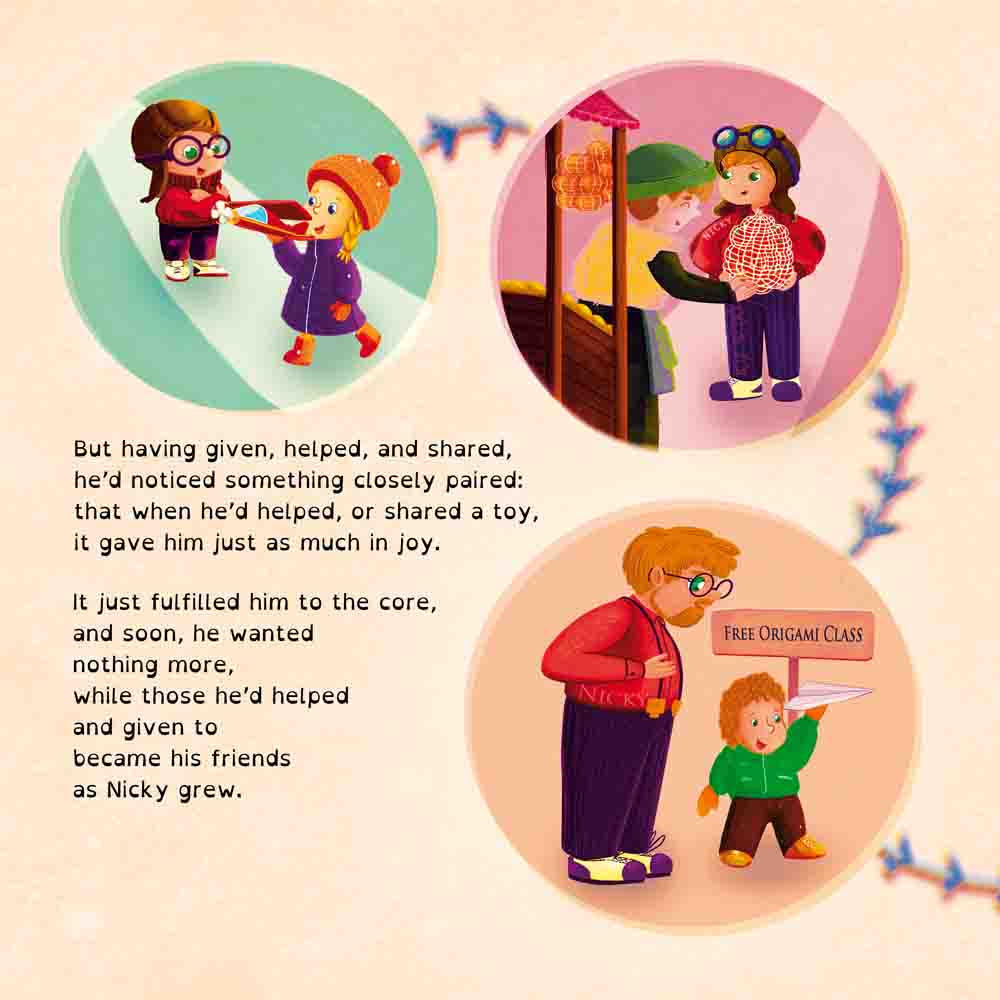 NICKY
But having given, helped, and shared,
he'd noticed something closely paired:
that when he'd helped, or shared a toy,
it gave him just as much in joy.
It just fulfilled him to the core,
and soon, he wanted
nothing more,
while those he'd helped
and given to
became his friends
as Nicky grew.
FREE ORIGAMI CLASS
NICKY